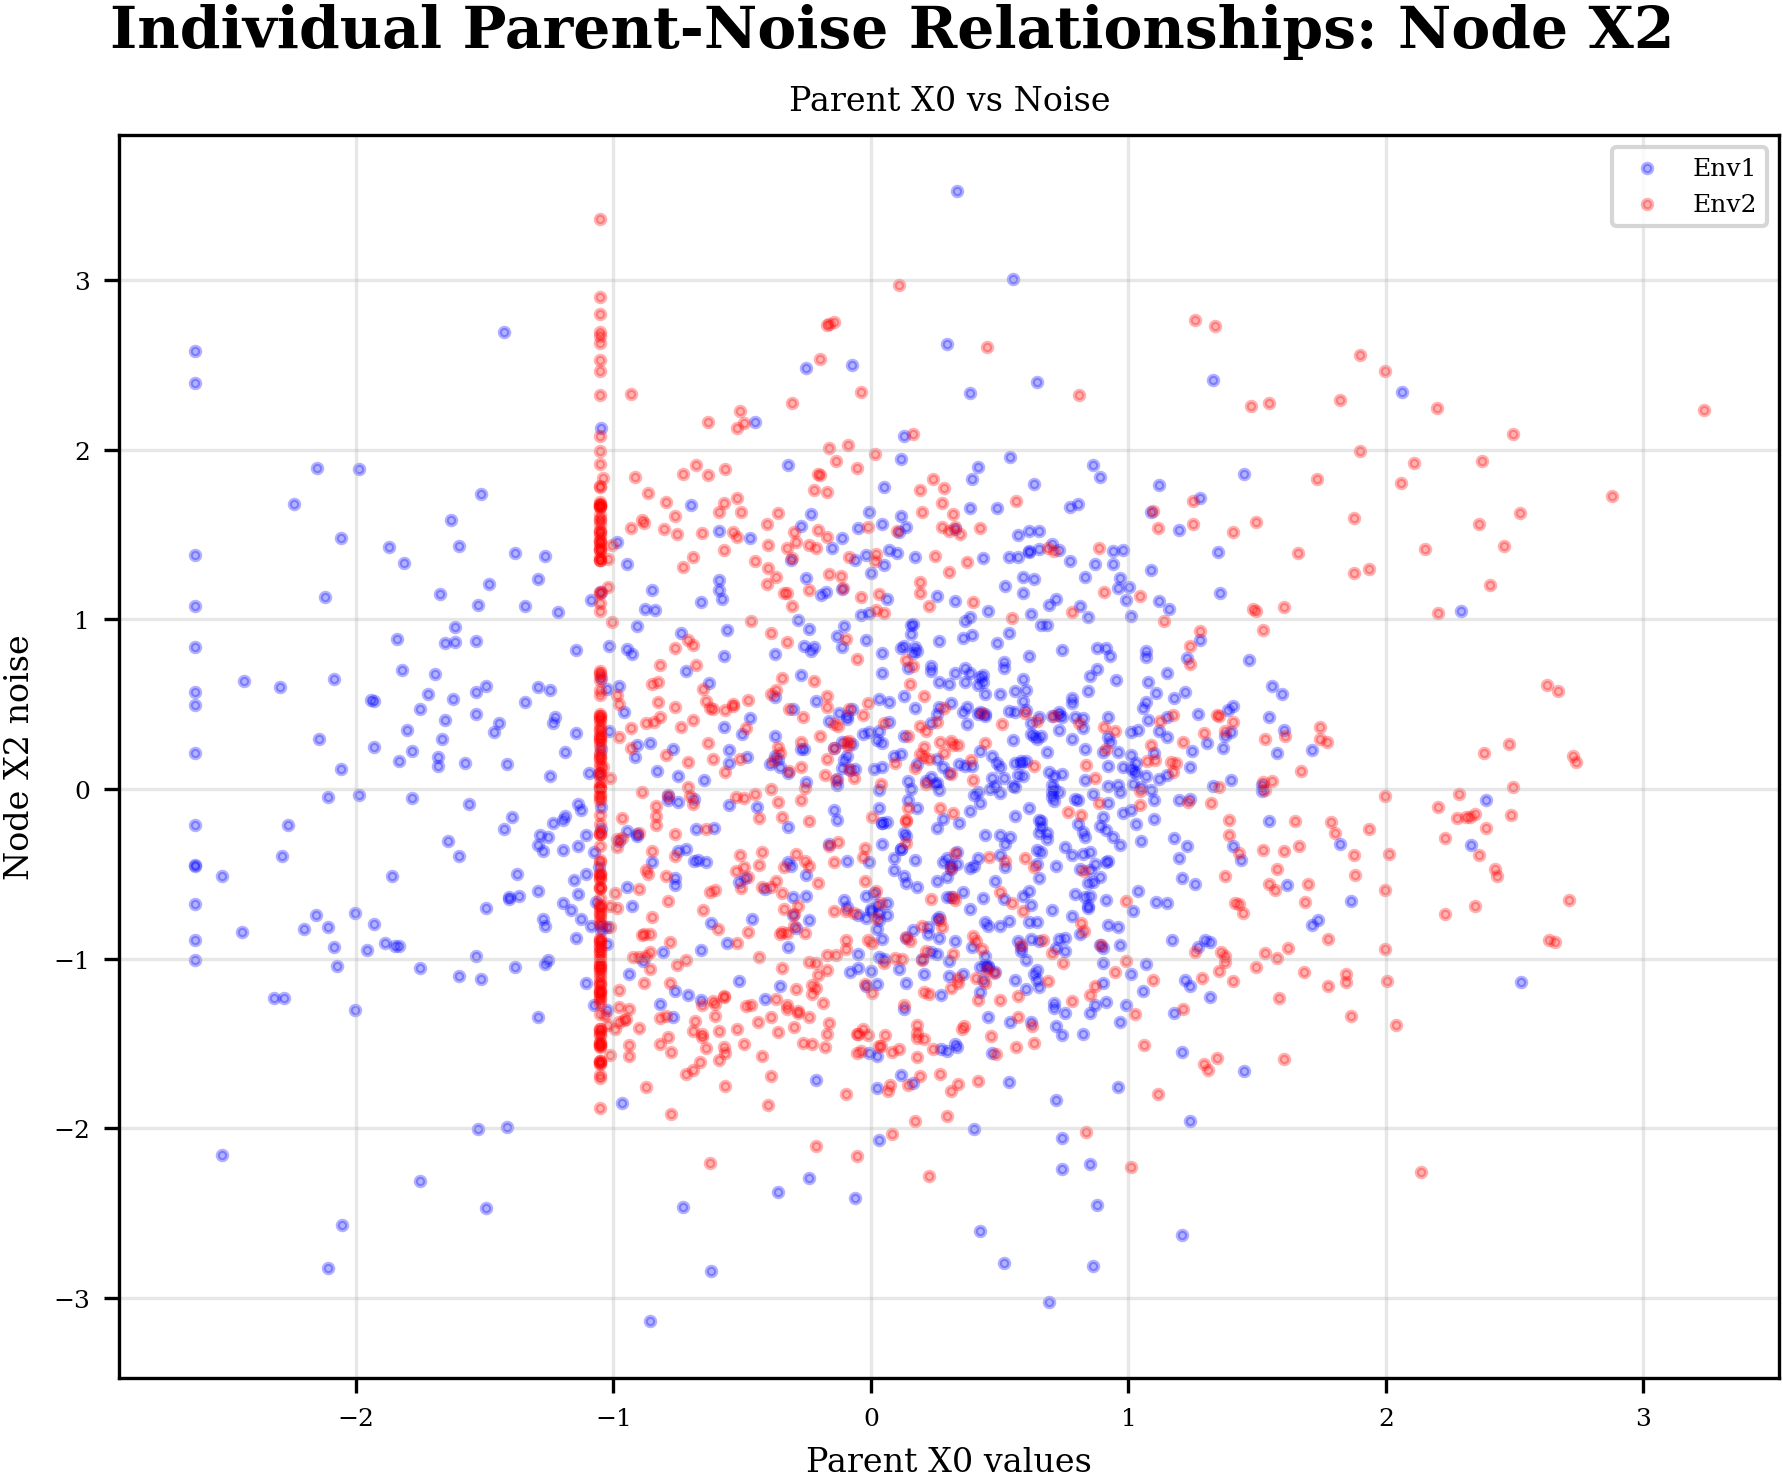 Individual Parent-Noise Relationships: Node X2
Parent X0 vs Noise
Env1
Env2
Node X2 noise
3
2
1
0
−1
−2
−3
−2
−1
0
1
2
3
Parent X0 values